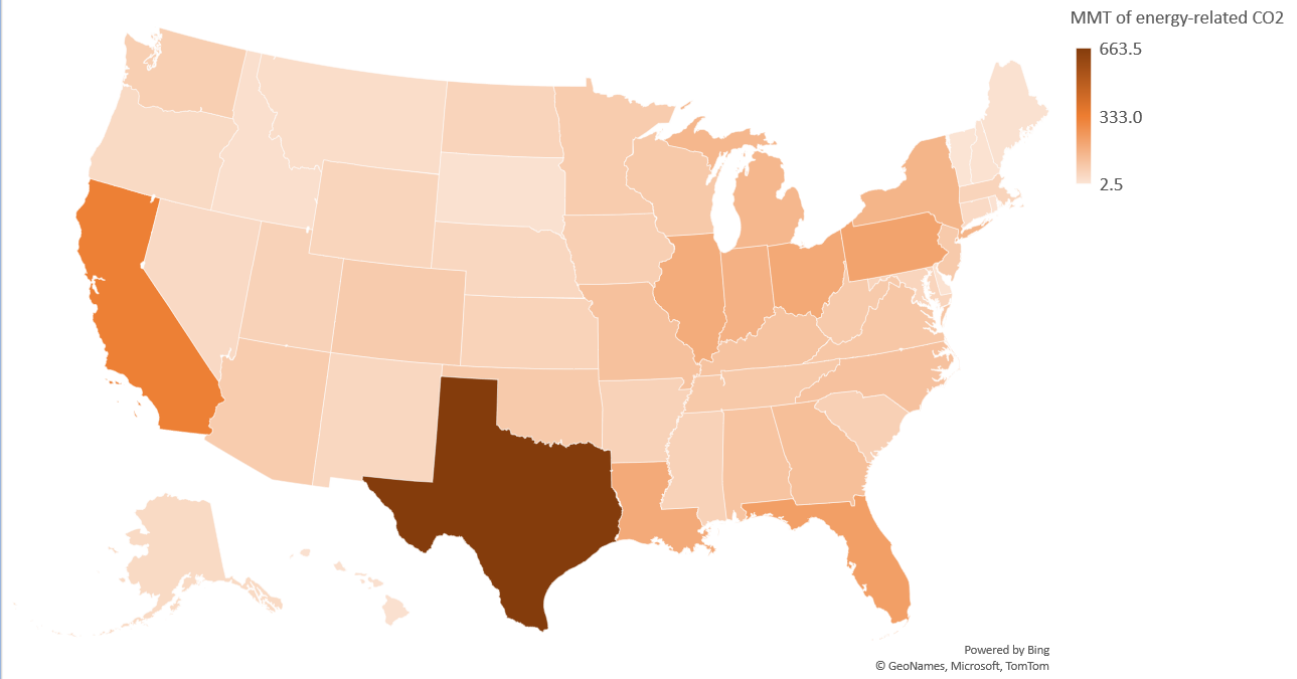 MMT of energy-related CO2
663.5
333.0
2.5
Powered by Bing
© GeoNames, Microsoft, TomTom